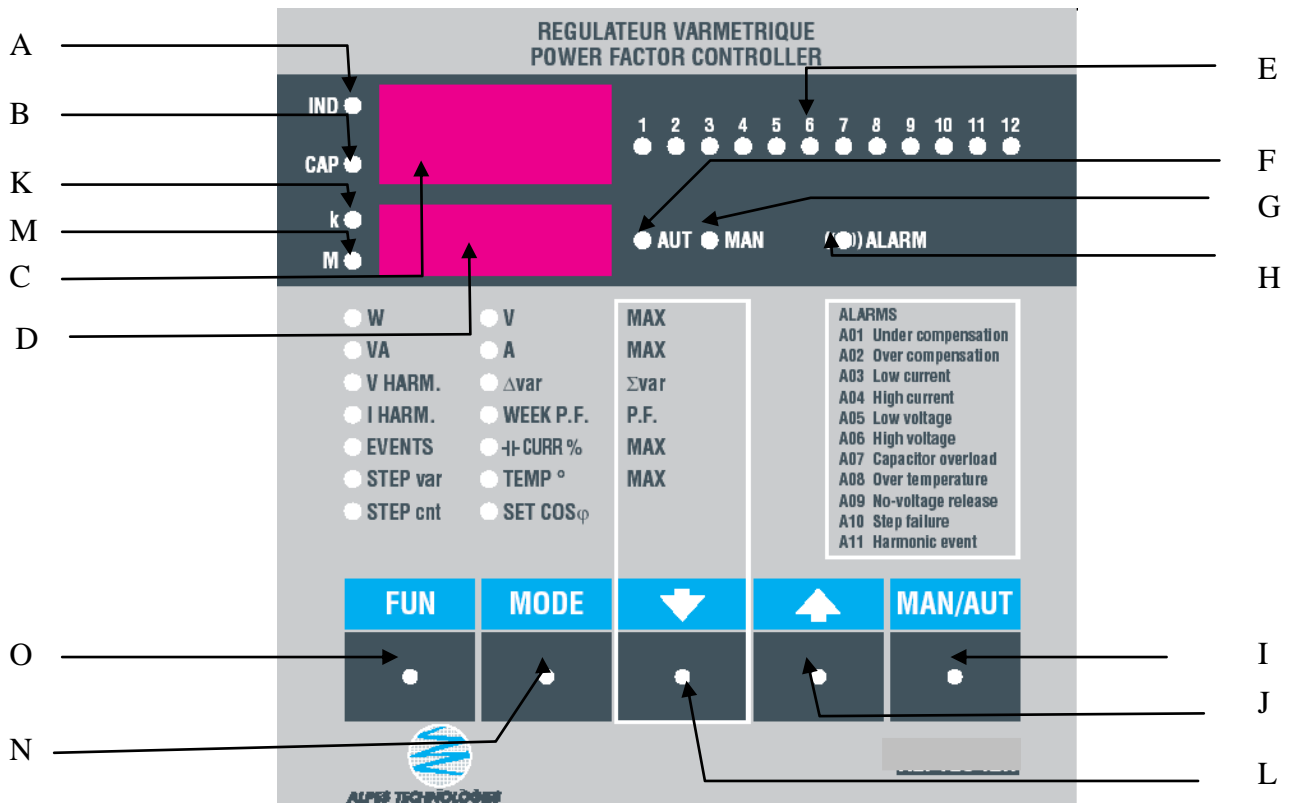 REGULATEUR VARMETRIQUE
POWER FACTOR CONTROLLER
A
B
K
M
C
D
O
N
E
F
G
H
I
J
L
IND
CAP
k
M
1 2 3 4 5 6 7 8 9 10 11 12
AUT MAN ALARM
W V MAX
VA A MAX
V HARM. Δvar Σvar
I HARM. WEEK P.F. P.F.
EVENTS CURR % MAX
STEP var TEMP ° MAX
STEP cnt SET COSφ
ALARMS
A01 Under compensation
A02 Over compensation
A03 Low current
A04 High current
A05 Low voltage
A06 High voltage
A07 Capacitor overload
A08 Over temperature
A09 No-voltage release
A10 Step failure
A11 Harmonic event
FUN MODE MAN/AUT
ALPES TECHNOLOGIES